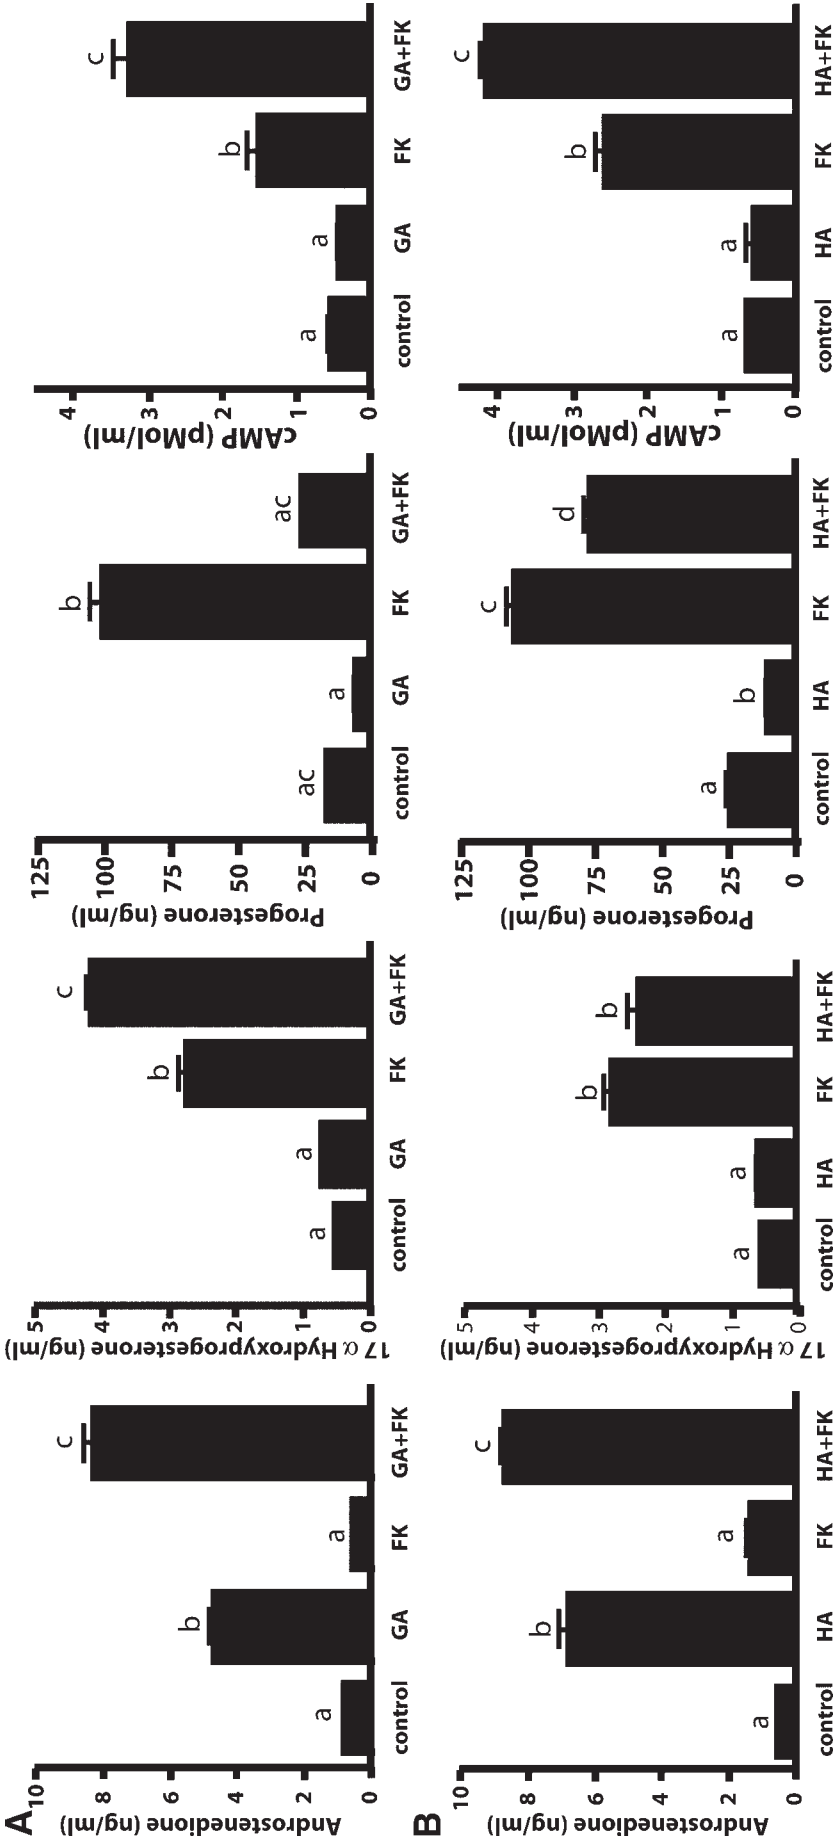 A
Androstenedione (ng/ml)
10
8
6
4
2
0
a
b
a
c
control GA FK GA+FK
17 α Hydroxyprogesterone (ng/ml)
5
4
3
2
1
0
a
a
b
c
control GA FK GA+FK
Progesterone (ng/ml)
125
100
75
50
25
0
ac
a
b
ac
control GA FK GA+FK
cAMP (pMol/ml)
4
3
2
1
0
a
a
b
c
control GA FK GA+FK
B
Androstenedione (ng/ml)
10
8
6
4
2
0
a
b
a
c
control HA FK HA+FK
17 α Hydroxyprogesterone (ng/ml)
5
4
3
2
1
0
a
a
b
b
control HA FK HA+FK
Progesterone (ng/ml)
125
100
75
50
25
0
a
b
c
d
control HA FK HA+FK
cAMP (pMol/ml)
4
3
2
1
0
a
a
b
c
control HA FK HA+FK